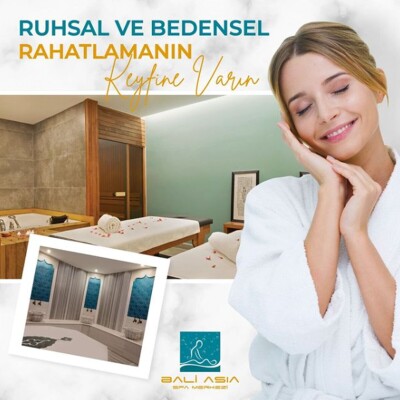 RUHSAL VE BEDENSEL
RAHATLAMANIN
Keyfine Varın
BALİ ASIA
SPA MERKEZİ